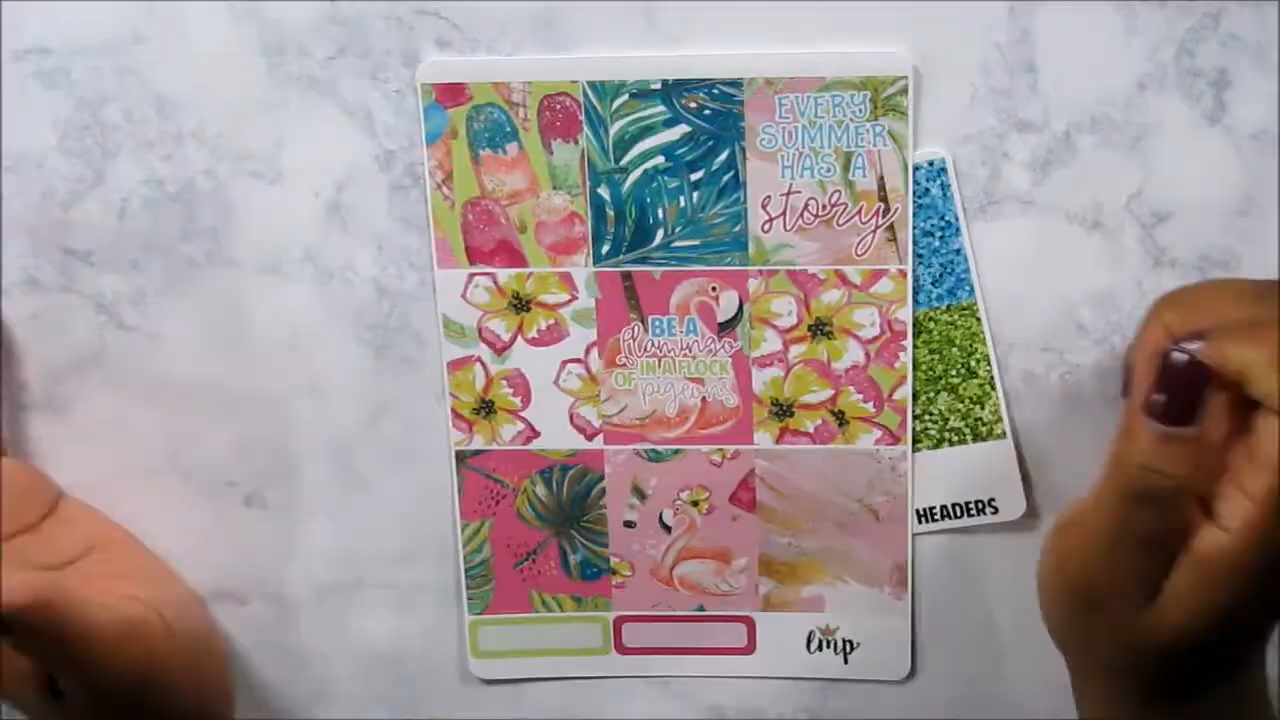 EVERY
SUMMER
HAS A
story
BE A
flamingo
IN A FLOCK
OF pigeons
HEADERS
lmp